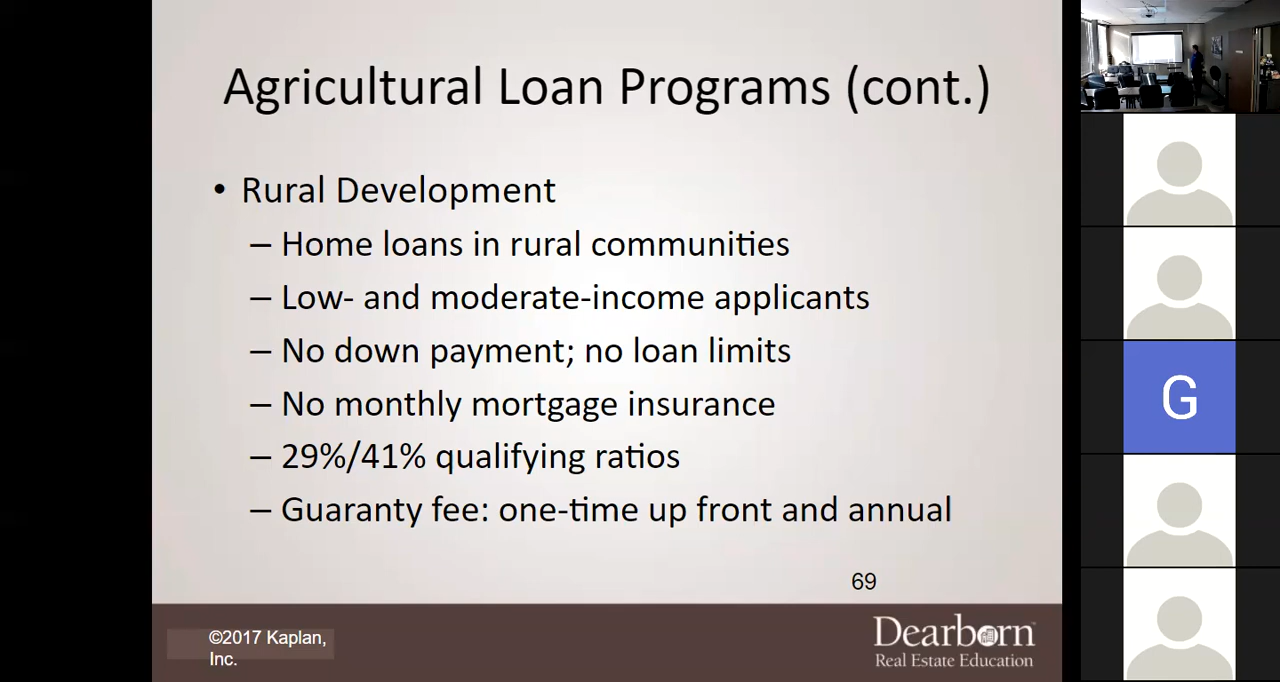 Agricultural Loan Programs (cont.)
• Rural Development
– Home loans in rural communities
– Low- and moderate-income applicants
– No down payment; no loan limits
– No monthly mortgage insurance
– 29%/41% qualifying ratios
– Guaranty fee: one-time up front and annual
69
©2017 Kaplan,
Inc.
Dearborn™
Real Estate Education
G